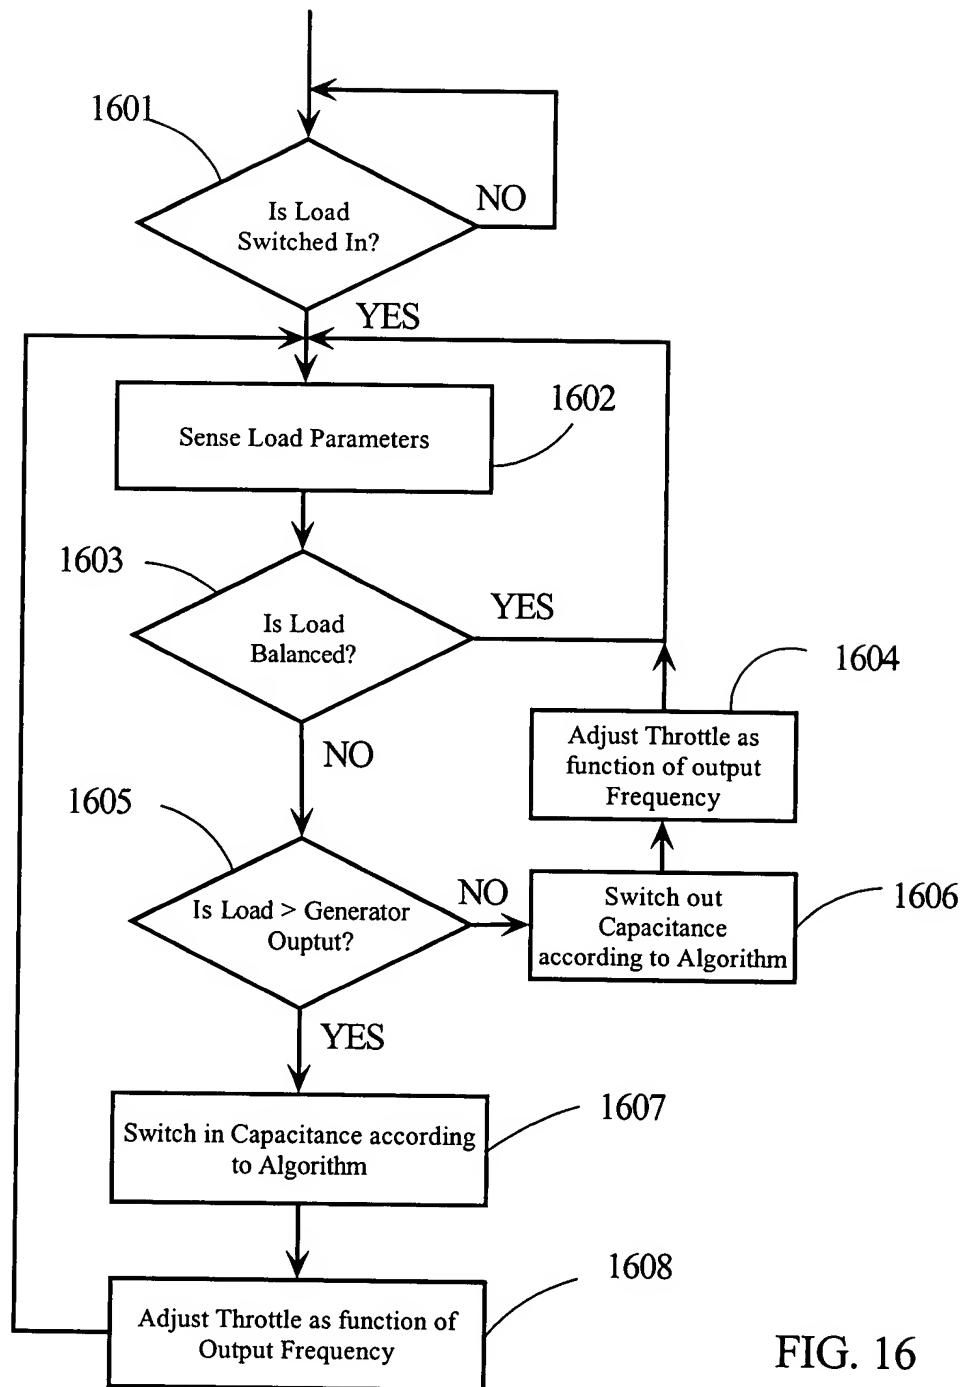 1601
Is Load
Switched In?
NO
YES
1602
Sense Load Parameters
1603
Is Load
Balanced?
YES
1604
NO
Adjust Throttle as
function of output
Frequency
1605
Is Load > Generator
Ouptut?
NO
Switch out
Capacitance
according to Algorithm
1606
YES
1607
Switch in Capacitance according
to Algorithm
1608
Adjust Throttle as function of
Output Frequency
FIG. 16